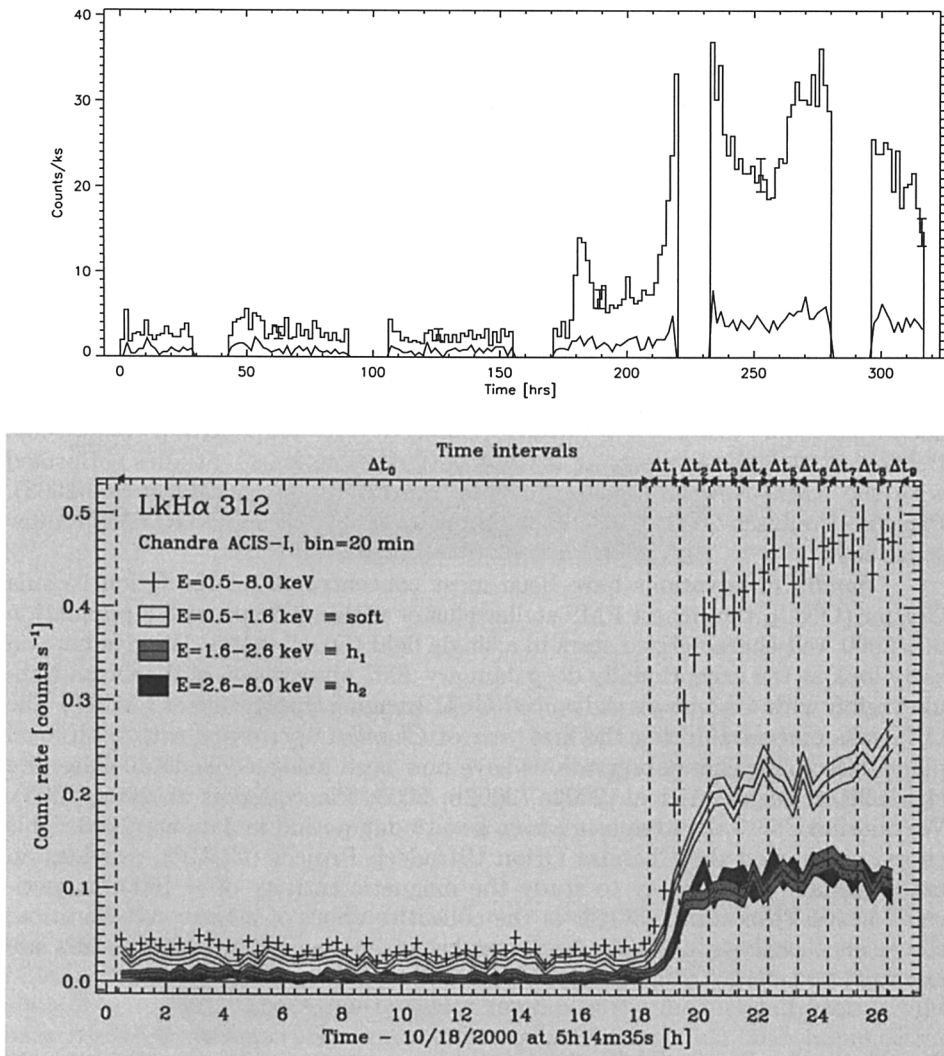 40
30
20
10
0
Counts/ks
0 50 100 150 200 250 300
Time [hrs]
Time intervals
Δt₀ Δt₁ Δt₂ Δt₃ Δt₄ Δt₅ Δt₆ Δt₇ Δt₈ Δt₉
LkHα 312
Chandra ACIS-I, bin=20 min
E=0.5-8.0 keV
E=0.5-1.6 keV ≡ soft
E=1.6-2.6 keV ≡ h₁
E=2.6-8.0 keV ≡ h₂
0.5
0.4
0.3
0.2
0.1
0.0
Count rate (counts s⁻¹)
0 2 4 6 8 10 12 14 16 18 20 22 24 26
Time - 10/18/2000 at 5h14m35s [h]